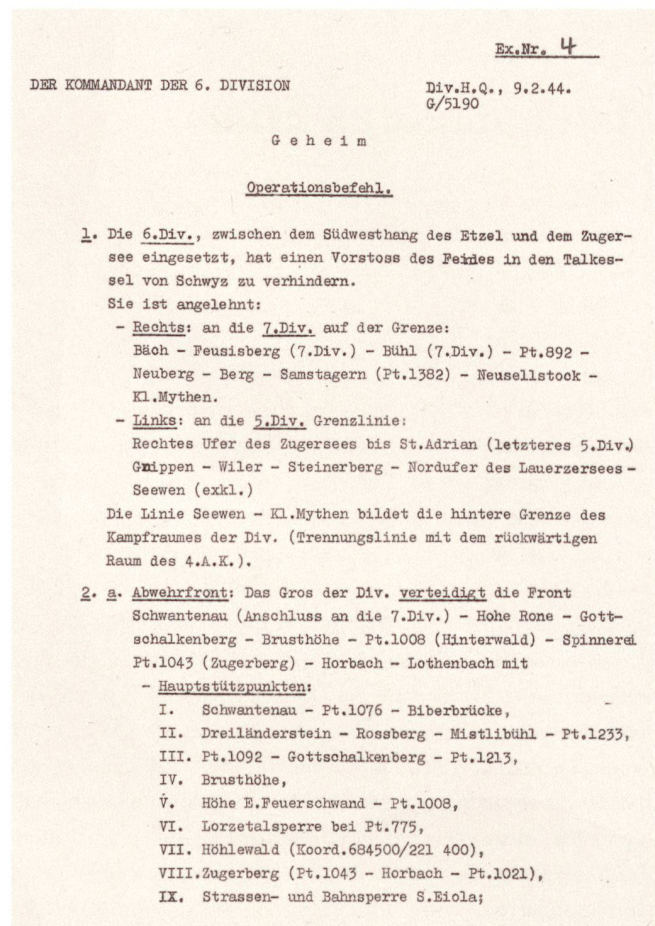 Ex.Nr. 4
DER KOMMANDANT DER 6. DIVISION
Div.H.Q., 9.2.44.
G/5190
G e h e i m
Operationsbefehl.
1. Die 6.Div., zwischen dem Südwesthang des Etzel und dem Zuger-
see eingesetzt, hat einen Vorstoss des Feindes in den Talkes-
sel von Schwyz zu verhindern.
Sie ist angelehnt:
- Rechts: an die 7.Div. auf der Grenze:
Bäch - Feusisberg (7.Div.) - Bühl (7.Div.) - Pt.892 -
Neuberg - Berg - Samstagern (Pt.1382) - Neusellstock -
Kl.Mythen.
- Links: an die 5.Div. Grenzlinie:
Rechtes Ufer des Zugersees bis St.Adrian (letzteres 5.Div.)
Gnippen - Wiler - Steinerberg - Nordufer des Lauerzersees -
Seewen (exkl.)
Die Linie Seewen - Kl.Mythen bildet die hintere Grenze des
Kampfraumes der Div. (Trennungslinie mit dem rückwärtigen
Raum des 4.A.K.).
2. a. Abwehrfront: Das Gros der Div. verteidigt die Front
Schwantenau (Anschluss an die 7.Div.) - Hohe Rone - Gott-
schalkenberg - Brusthöhe - Pt.1008 (Hinterwald) - Spinnerei
Pt.1043 (Zugerberg) - Horbach - Lothenbach mit
- Hauptstützpunkten:
I. Schwantenau - Pt.1076 - Biberbrücke,
II. Dreiländerstein - Rossberg - Mistlibühl - Pt.1233,
III. Pt.1092 - Gottschalkenberg - Pt.1213,
IV. Brusthöhe,
V. Höhe E.Feuerschwand - Pt.1008,
VI. Lorzetalsperre bei Pt.775,
VII. Höhlewald (Koord.684500/221 400),
VIII.Zugerberg (Pt.1043 - Horbach - Pt.1021),
IX. Strassen- und Bahnsperre S.Eiola;